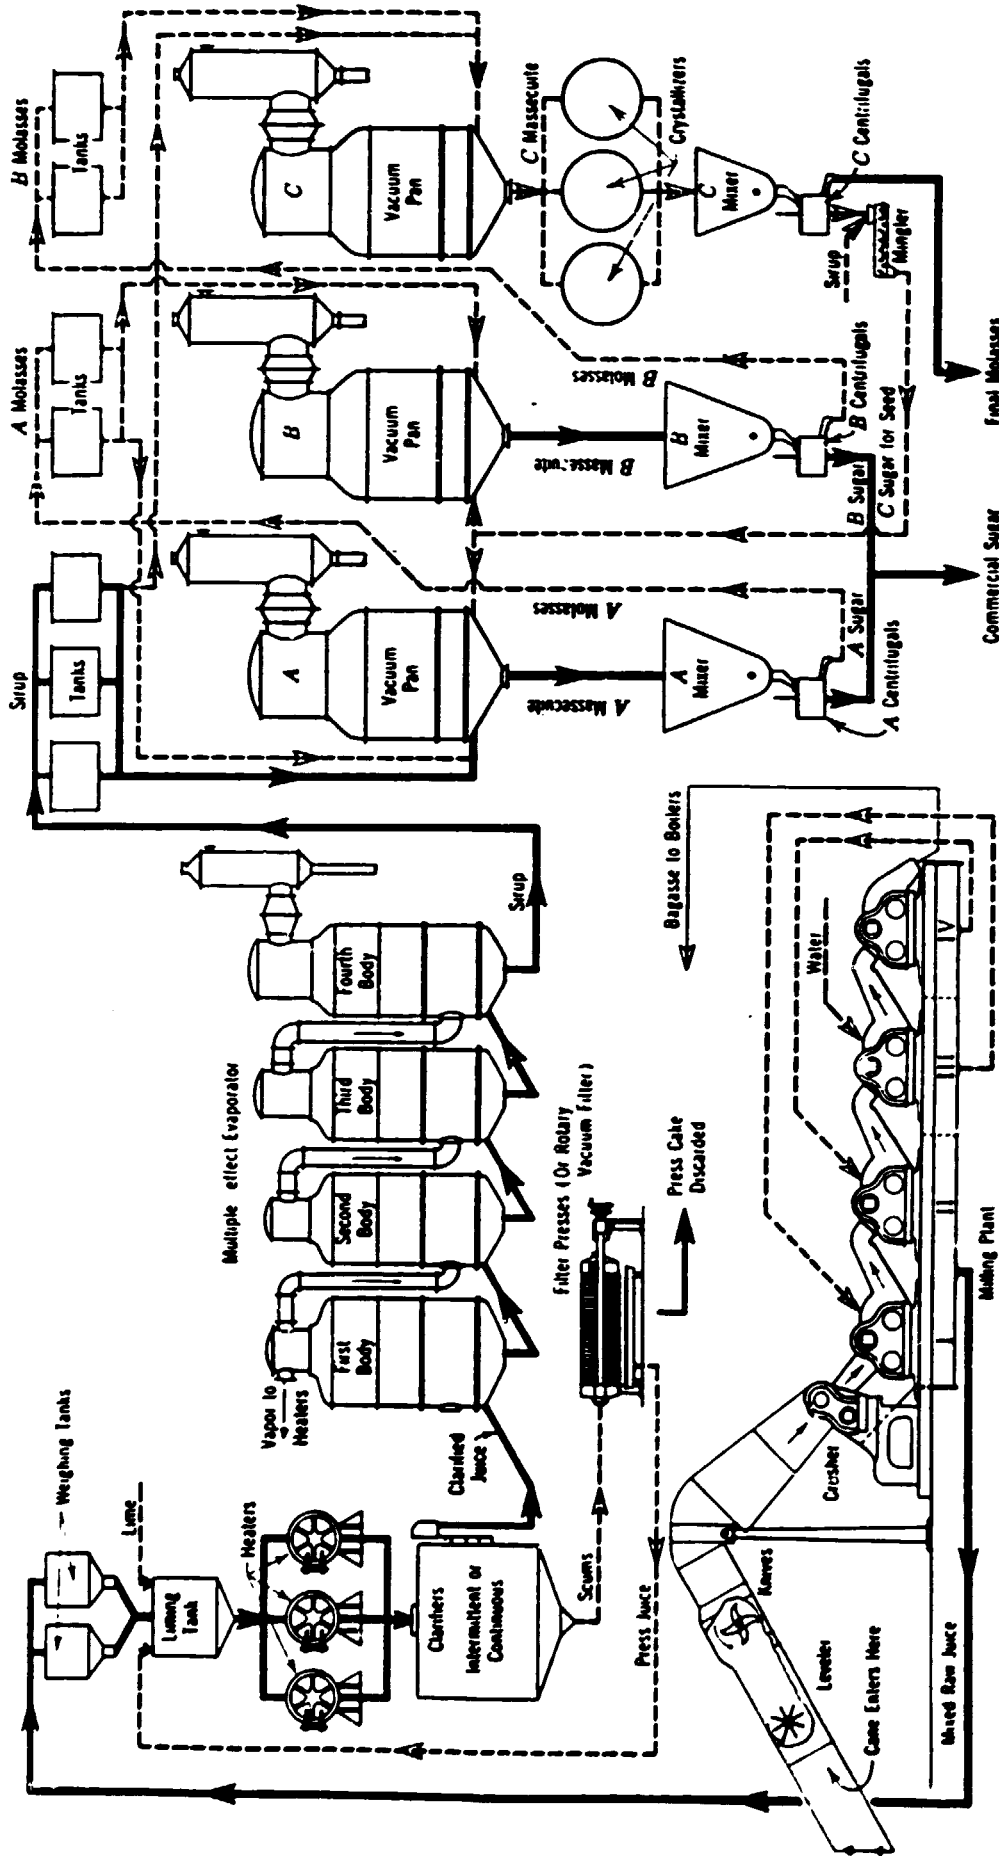 Weighing Tanks
Lime
Liming
Tank
Heaters
Clarifiers
Intermittent or
Continuous
Clarified
Juice
Scums
Press Juice
Vapor to
Heaters
Multiple effect Evaporator
First
Body
Second
Body
Third
Body
Fourth
Body
Sirup
Filter Presses (Or Rotary
Vacuum Filter)
Press Cake
Discarded
Cane Enters Here
Leveler
Knives
Crusher
Mixed Raw Juice
Milling Plant
Water
Bagasse to Boilers
I
II
III
IV
Sirup
Tanks
A Molasses
Tanks
B Molasses
Tanks
A
Vacuum
Pan
B
Vacuum
Pan
C
Vacuum
Pan
A Massecuite
A Molasses
B Massecuite
B Molasses
C Massecuite
Crystallizers
A
Mixer
B
Mixer
C
Mixer
A Centrifugals
A Sugar
B Sugar
B Centrifugals
C Sugar for Seed
C Centrifugals
Sirup
Mingler
Commercial Sugar
Final Molasses